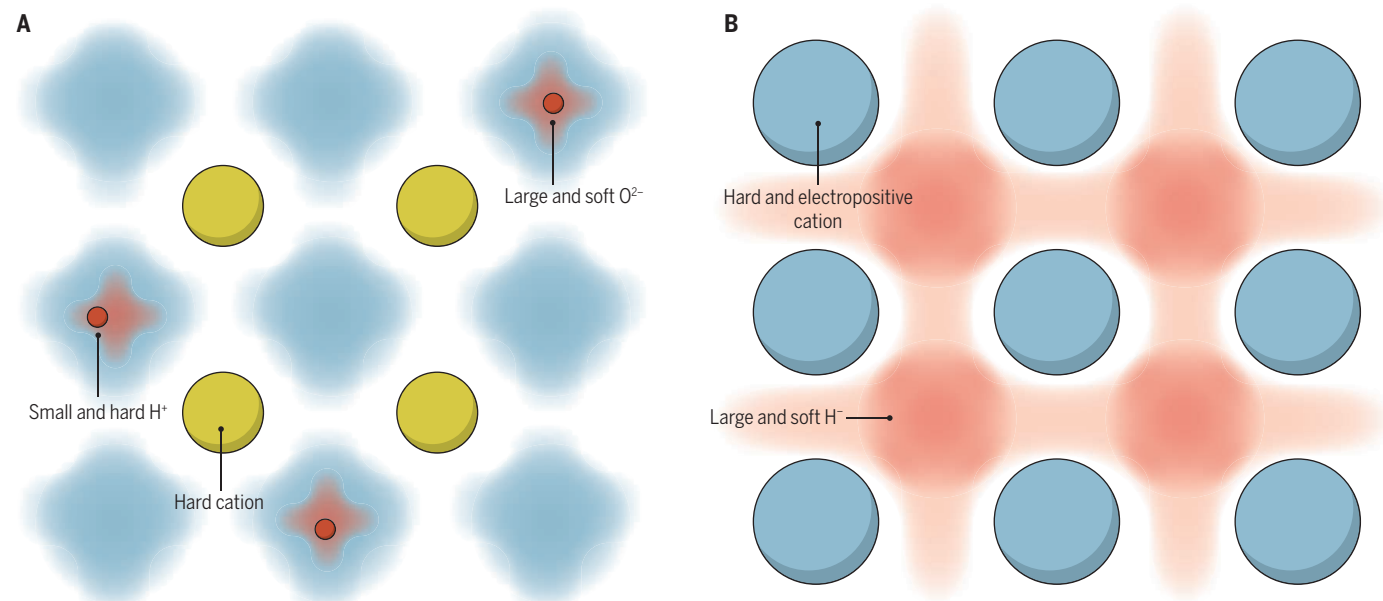 A
B
Large and soft O²⁻
Hard and electropositive
cation
Small and hard H⁺
Large and soft H⁻
Hard cation